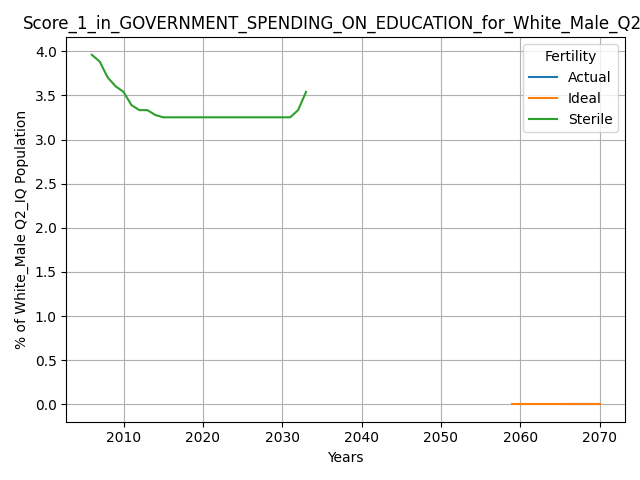 Score_1_in_GOVERNMENT_SPENDING_ON_EDUCATION_for_White_Male_Q2
Fertility
Actual
Ideal
Sterile
% of White_Male Q2_IQ Population
4.0
3.5
3.0
2.5
2.0
1.5
1.0
0.5
0.0
2010 2020 2030 2040 2050 2060 2070
Years